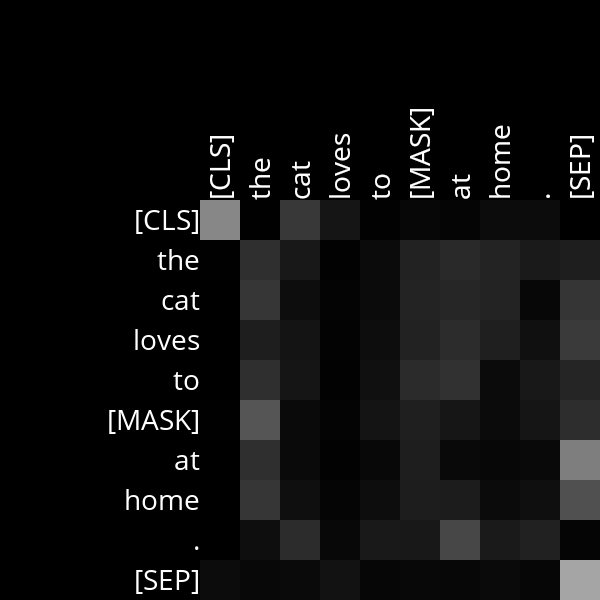 [CLS] the cat loves to [MASK] at home . [SEP]
[CLS]
the
cat
loves
to
[MASK]
at
home
.
[SEP]